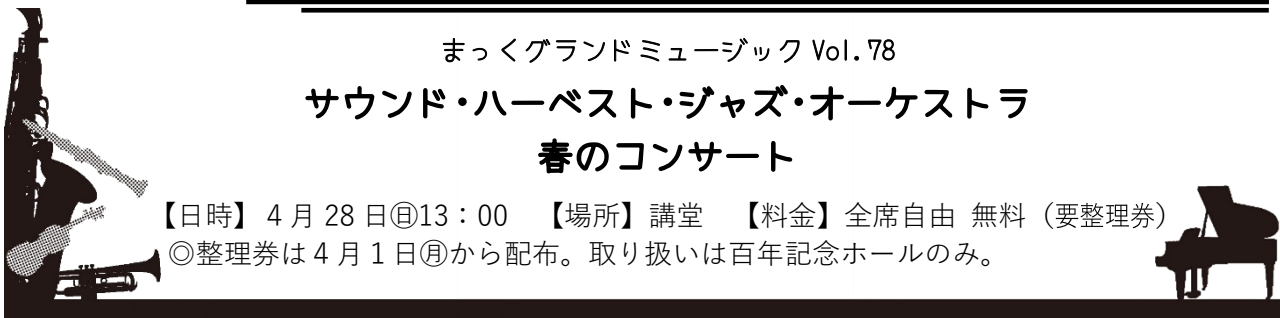 まっくグランドミュージック Vol.78
サウンド・ハーベスト・ジャズ・オーケストラ
春のコンサート
【日時】４月 28 日㊐13：00　【場所】講堂　【料金】全席自由 無料（要整理券）
◎整理券は４月１日㊊から配布。取り扱いは百年記念ホールのみ。